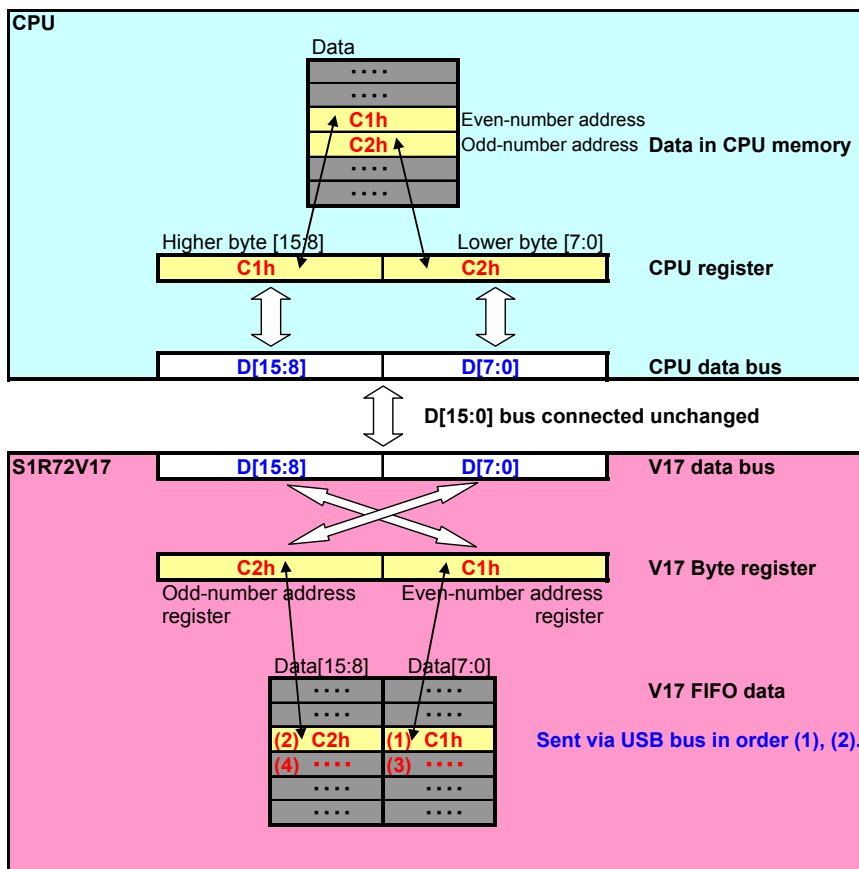 CPU
Data
····
····
C1h Even-number address
C2h Odd-number address Data in CPU memory
····
····
Higher byte [15:8] Lower byte [7:0]
C1h C2h CPU register
D[15:8] D[7:0] CPU data bus
D[15:0] bus connected unchanged
S1R72V17 D[15:8] D[7:0] V17 data bus
C2h C1h V17 Byte register
Odd-number address register
Even-number address register
Data[15:8] Data[7:0]
···· ···· V17 FIFO data
···· ····
(2) C2h (1) C1h Sent via USB bus in order (1), (2).
(4) ···· (3) ····
···· ····
···· ····